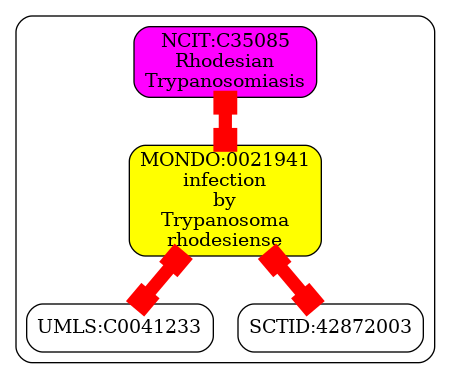 NCIT:C35085
Rhodesian
Trypanosomiasis
MONDO:0021941
infection
by
Trypanosoma
rhodesiense
UMLS:C0041233
SCTID:42872003